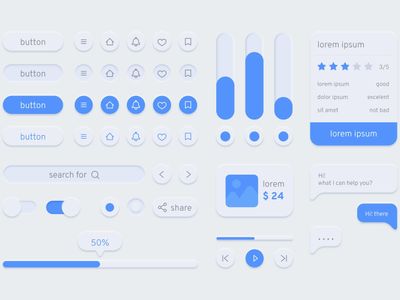 button
button
button
button
search for
share
50%
lorem
$ 24
lorem ipsum
3/5
lorem ipsum good
dolor ipsum excelent
sit amet not bad
lorem ipsum
Hi!
what I can help you?
Hi! there
....